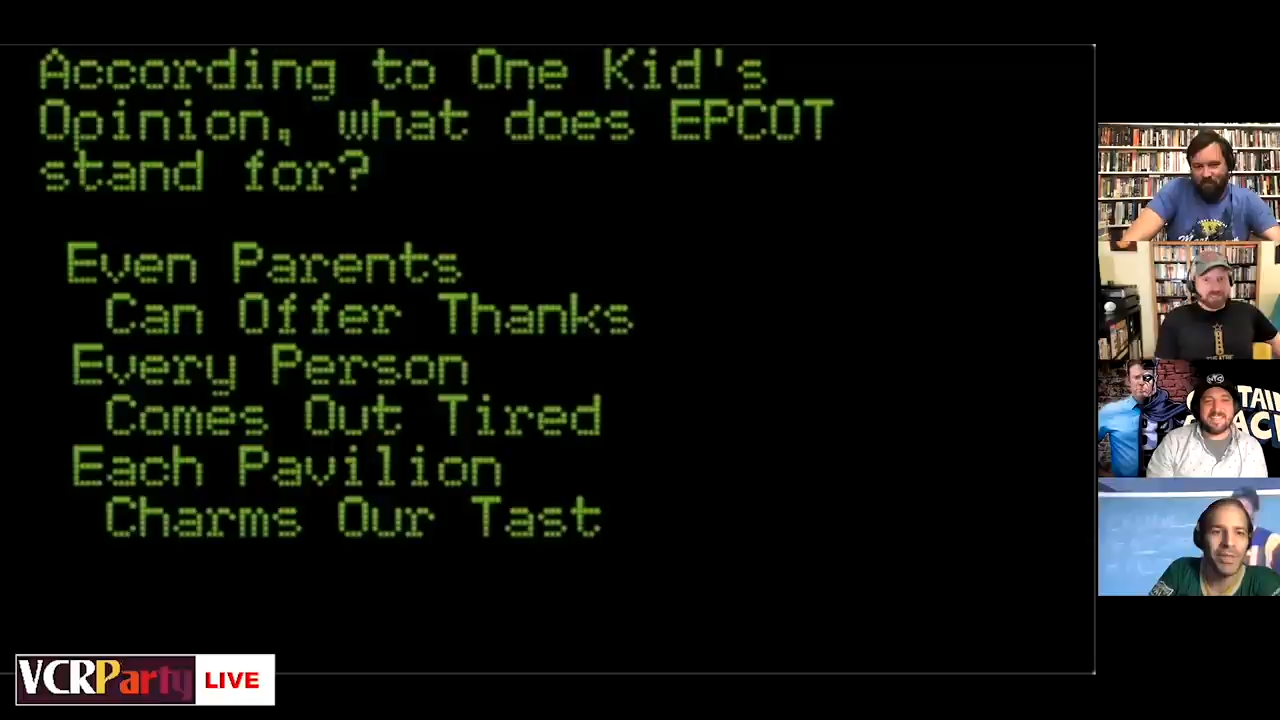 According to One Kid's
Opinion, what does EPCOT
stand for?
Even Parents
Can Offer Thanks
Every Person
Comes Out Tired
Each Pavilion
Charms Our Tast
VCRParty LIVE
NYC